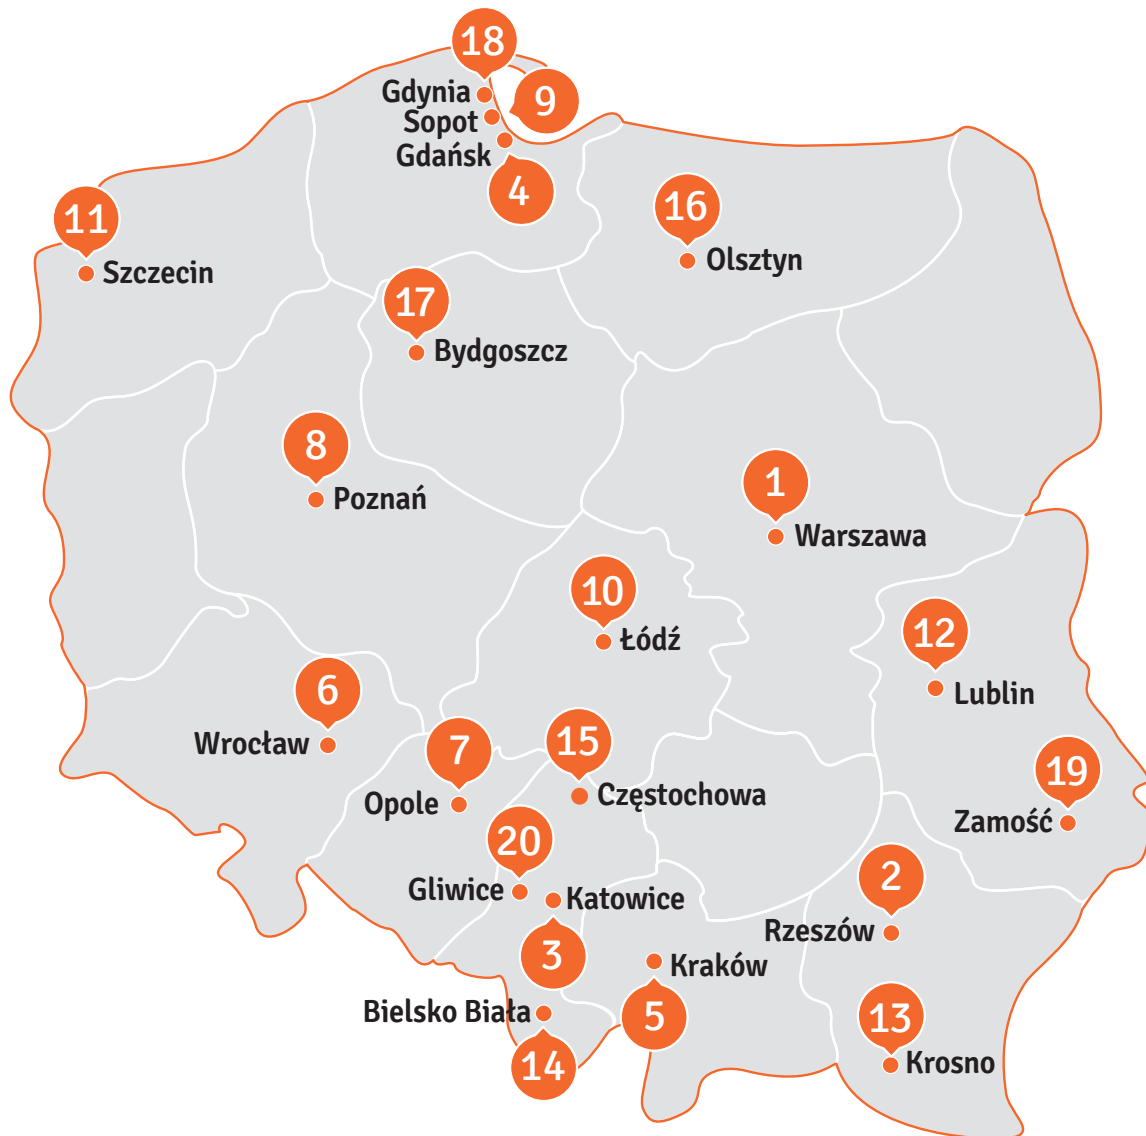 18
Gdynia
9
Sopot
Gdańsk
4
11
Szczecin
16
Olsztyn
17
Bydgoszcz
8
Poznań
1
Warszawa
10
Łódź
12
Lublin
6
Wrocław
7
Opole
15
Częstochowa
19
Zamość
20
Gliwice
Katowice
3
2
Rzeszów
Kraków
5
Bielsko Biała
14
13
Krosno